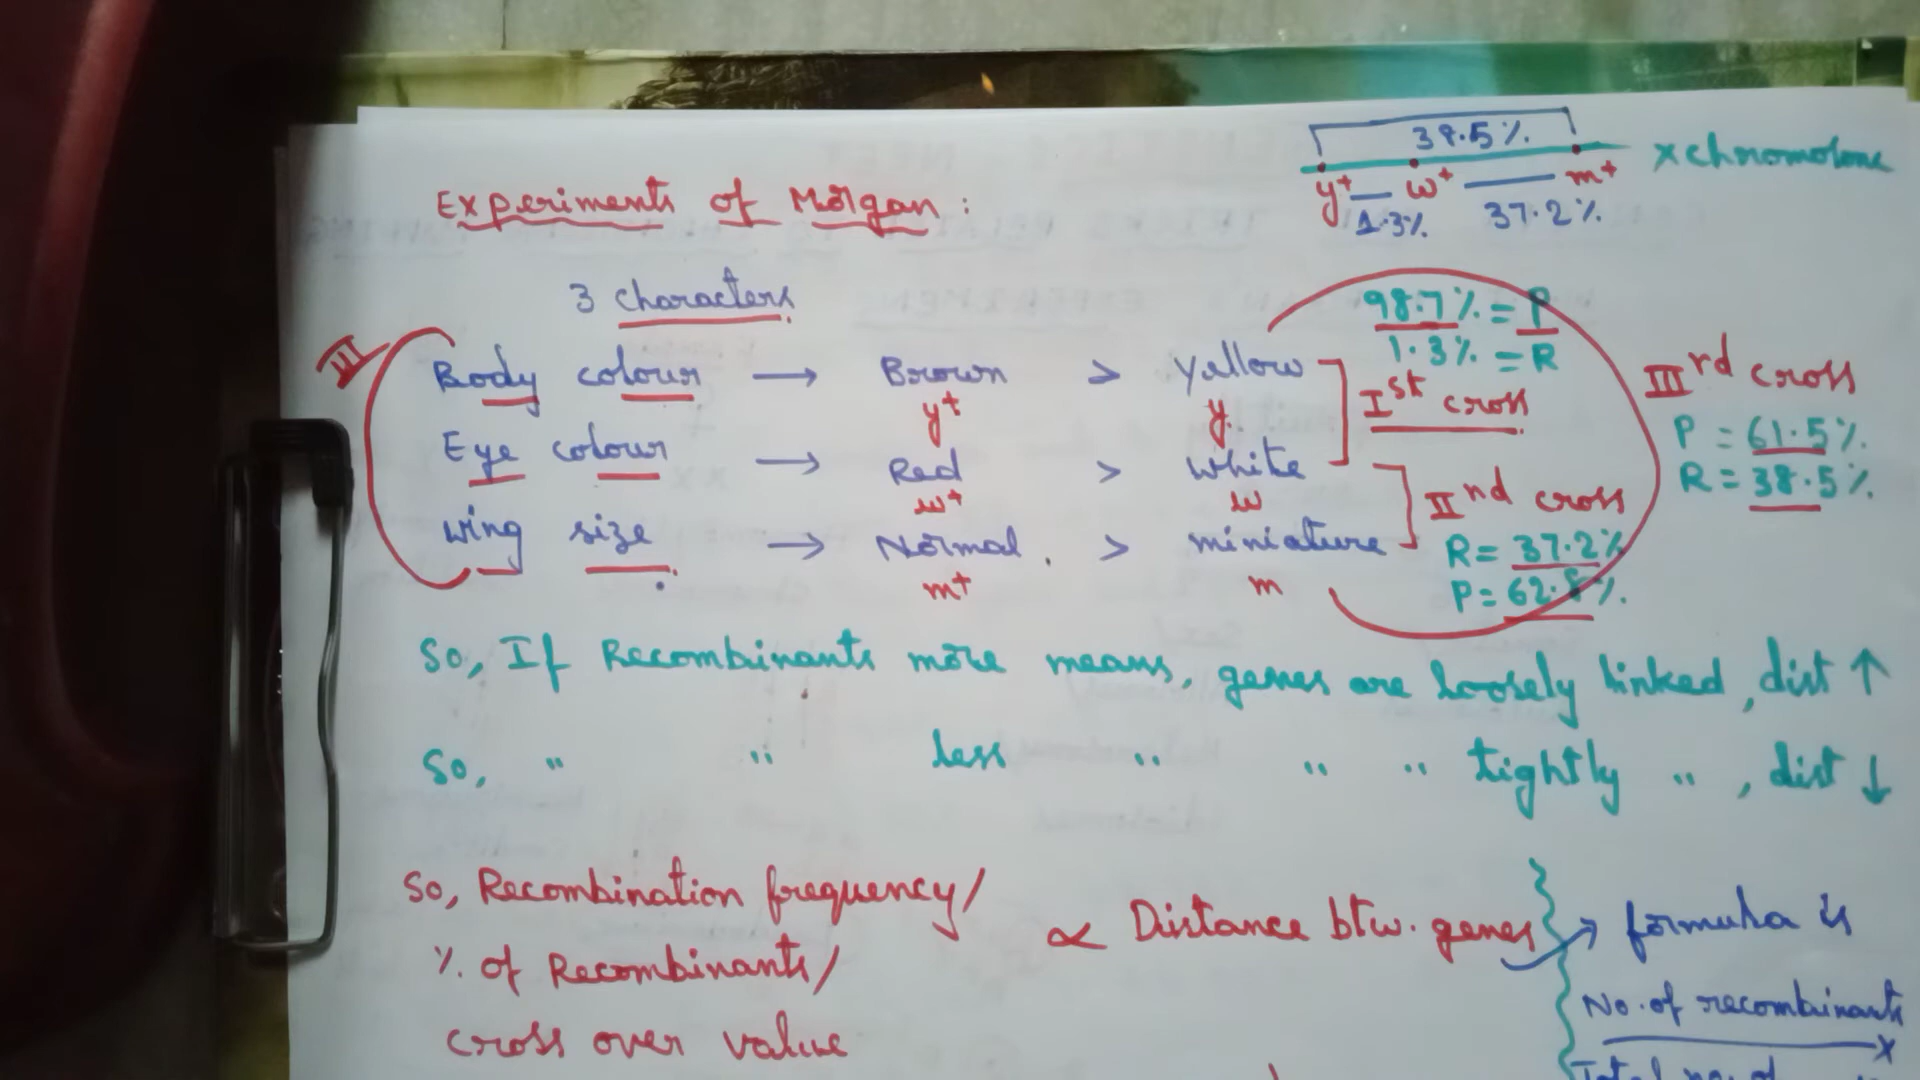 39.5%
x chromosome
y+ — w+ —— m+
1.3% 37.2%
Experiments of Morgan :
3 characters
98.7% = P
1.3% = R
III
Body colour → Brown > yellow
y+ y
Ist cross
IIIrd cross
P = 61.5%
R = 38.5%
Eye colour → Red > white
w+ w
IInd cross
wing size → Normal . > miniature
m+ m
R = 37.2%
P = 62.8%
So, If Recombinants more means, genes are loosely linked, dist ↑
So, " " less " " " tightly " , dist ↓
So, Recombination frequency/
% of Recombinants/
cross over value
∝ Distance btw. genes → formula is
No. of recombinants
x
Total no. of